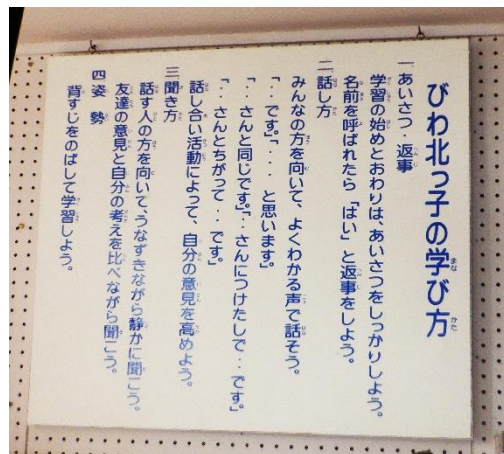 びわ北っ子の学び方
一 あいさつ・返事
学習の始めとおわりは、あいさつをしっかりしよう。
名前を呼ばれたら「はい」と返事をしよう。
二 話し方
みんなの方を向いて、よくわかる声で話そう。
「・・です。」「・・・と思います。」
「・・さんと同じです。」「・・さんにつけたしで・・です。」
「・・さんとちがって・・です。」
話し合い活動によって、自分の意見を高めよう。
三 聞き方
話す人の方を向いて、うなずきながら静かに聞こう。
友達の意見と自分の考えを比べながら聞こう。
四 姿 勢
背すじをのばして学習しよう。